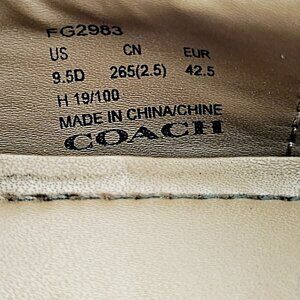 FG2983
US CN EUR
9.5D 265(2.5) 42.5
H 19/100
MADE IN CHINA/CHINE
COACH